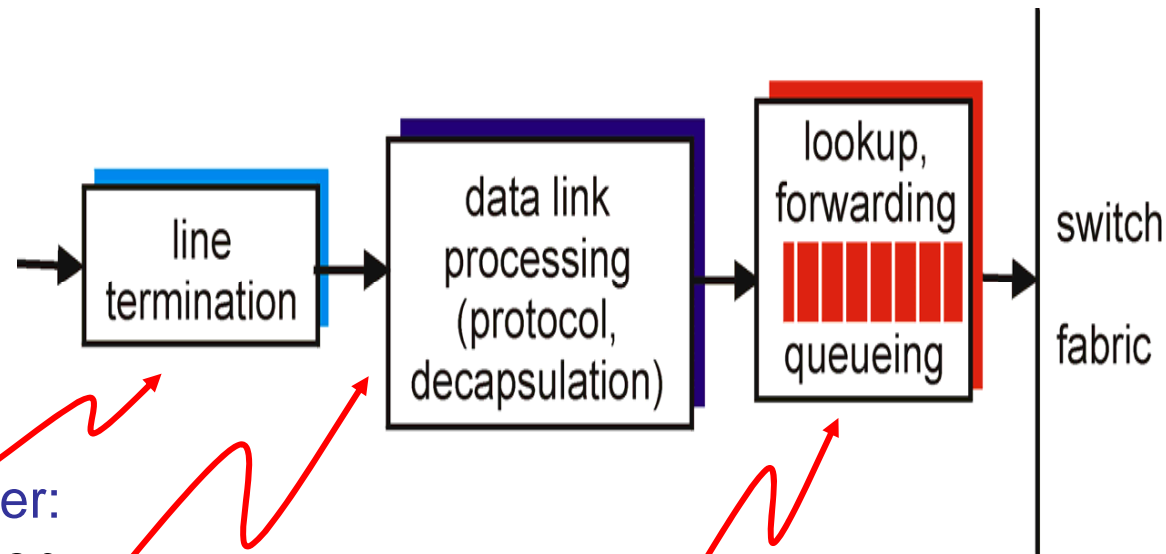 line
termination
data link
processing
(protocol,
decapsulation)
lookup,
forwarding
queueing
switch
fabric
er: